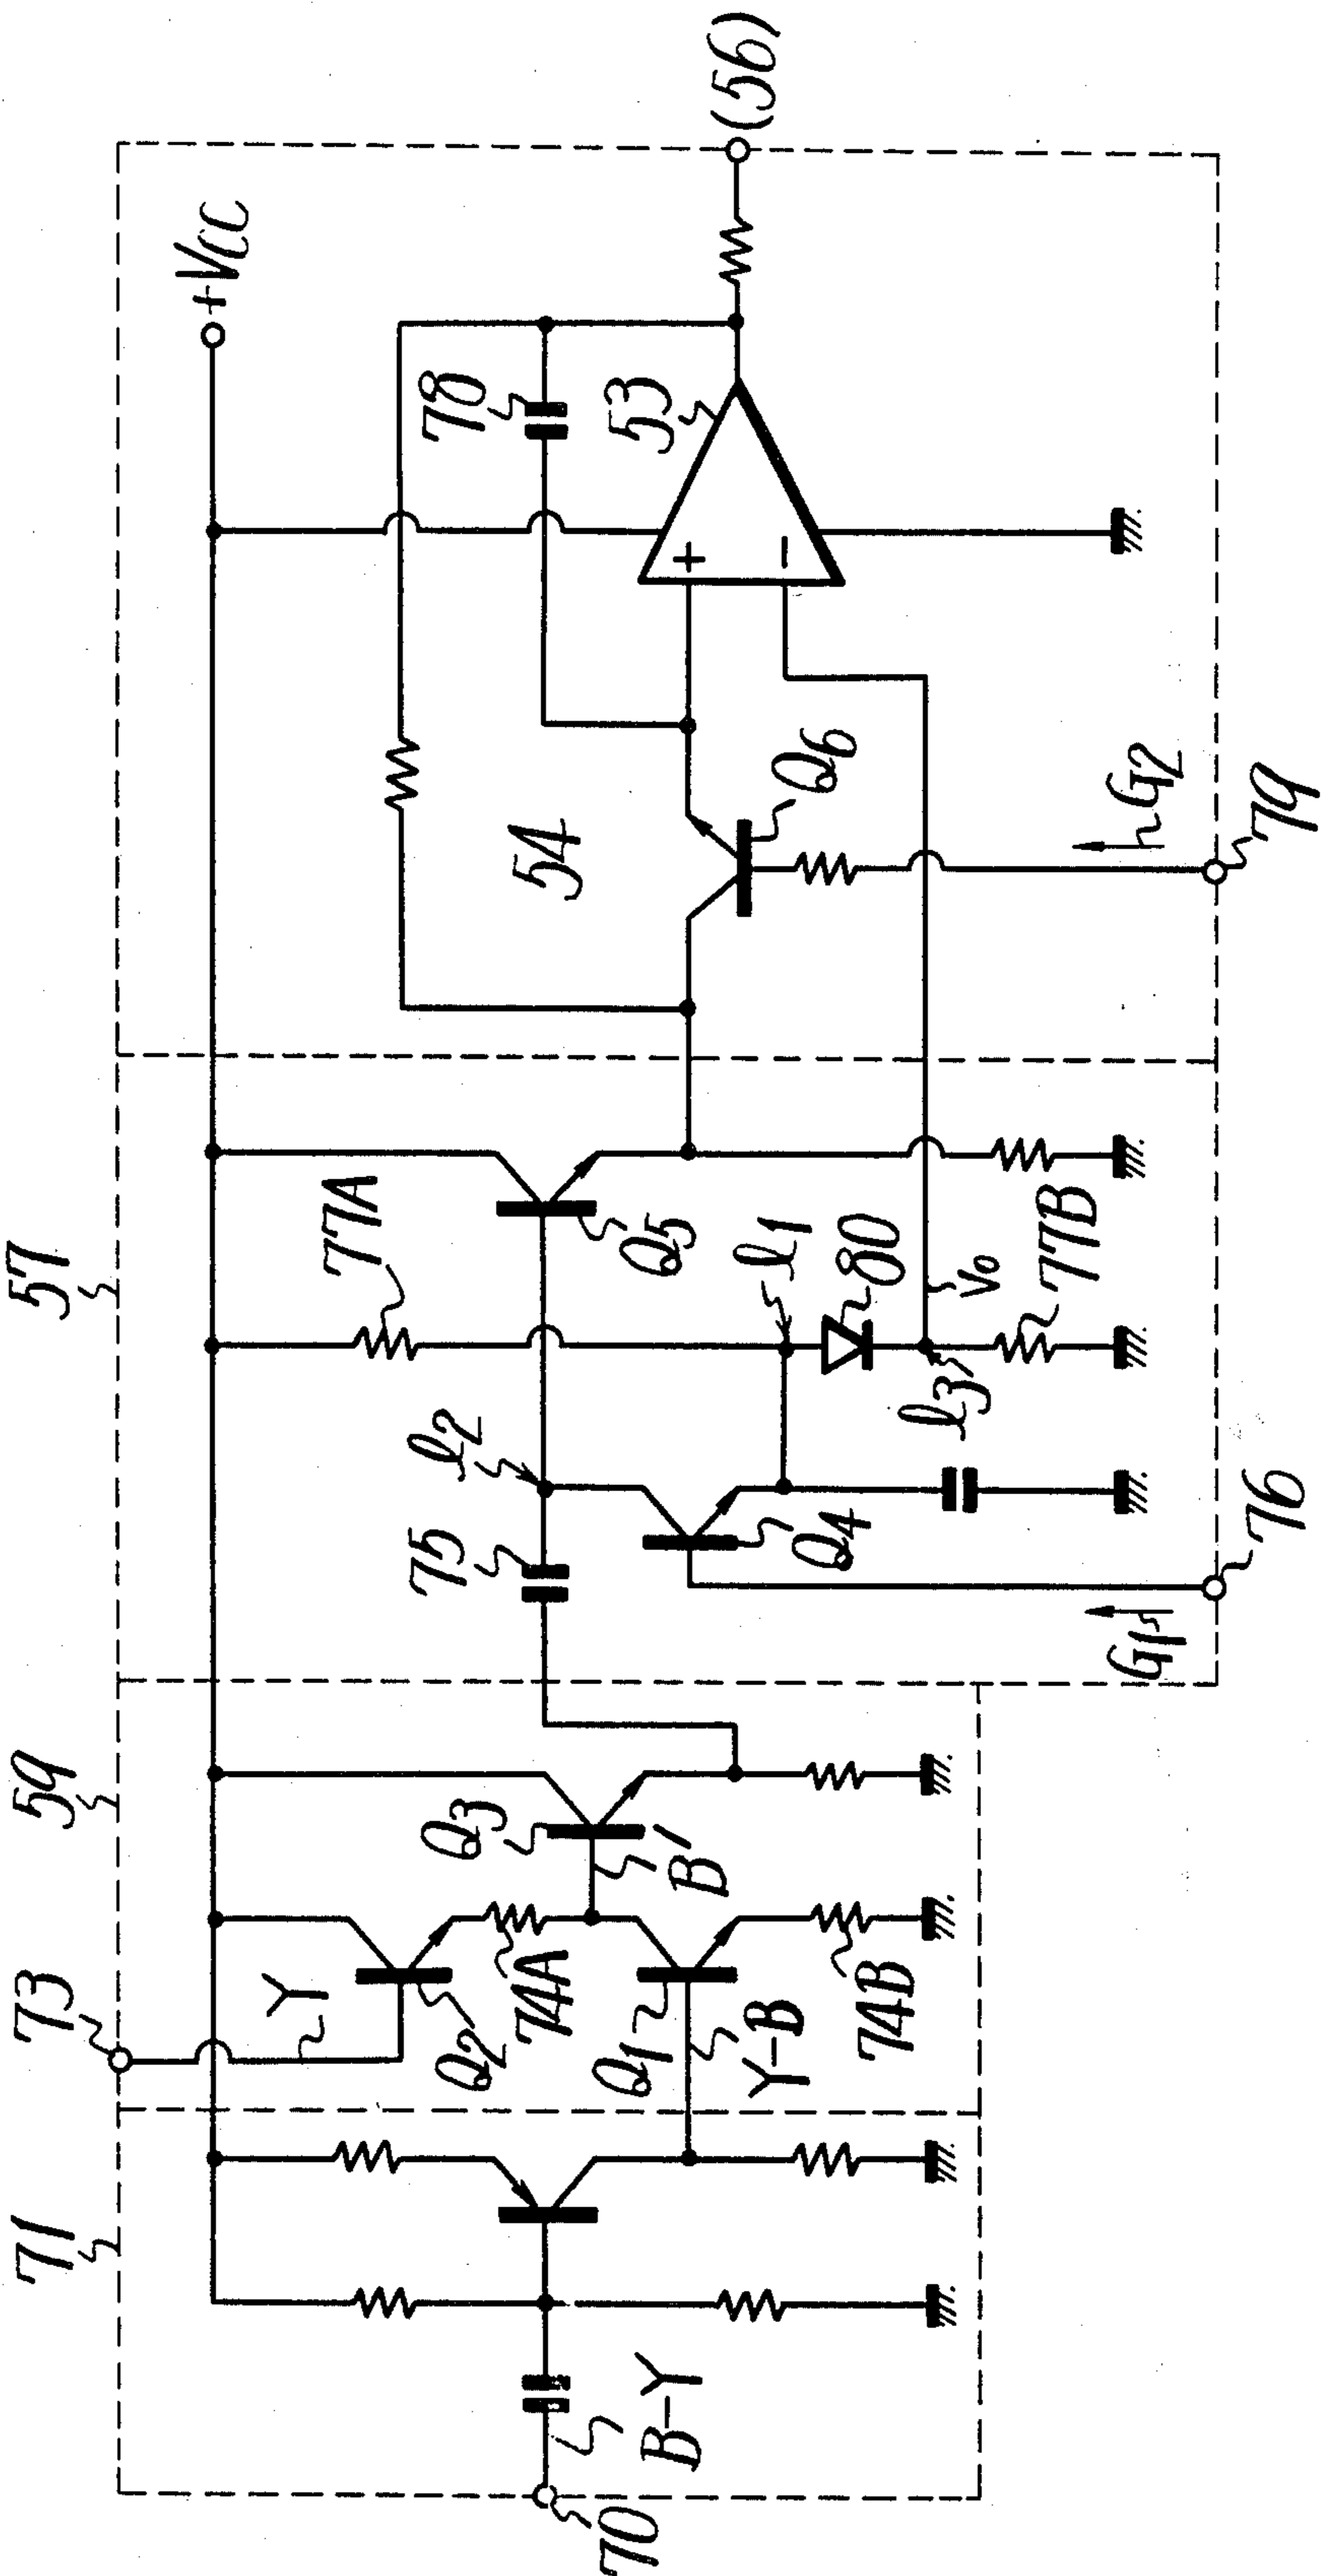 71
73
59
57
+Vcc
Y
77A
78
53
54
(56)
Q3
l2
75
Q2
74A
B'
Q5
l1
Q6
B-Y
70
Q1
Y-B
74B
Q4
80
l3
V0
77B
G1
76
G2
79
+
-